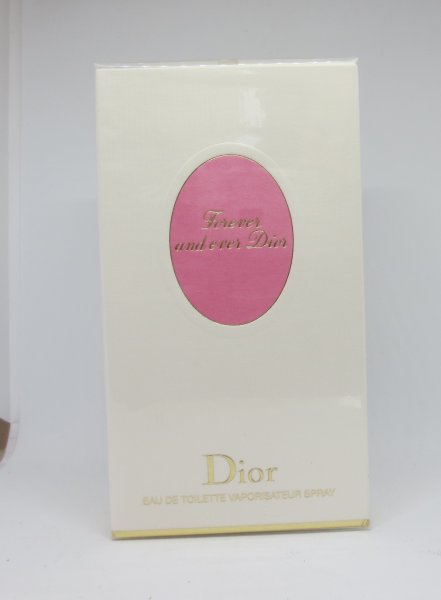 Forever
and ever Dior
Dior
EAU DE TOILETTE VAPORISATEUR SPRAY